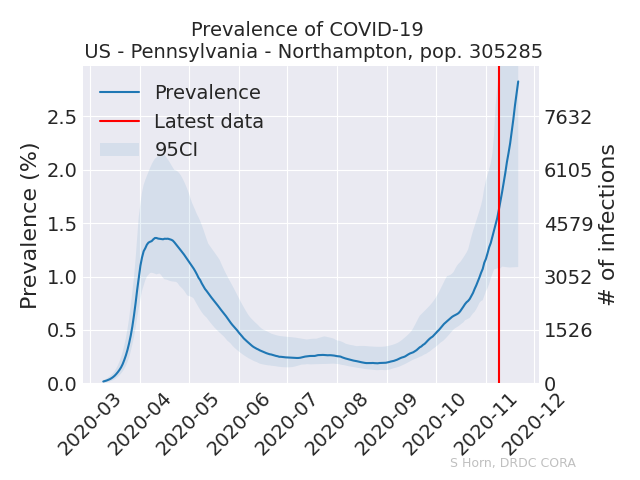 Prevalence of COVID-19
US - Pennsylvania - Northampton, pop. 305285
Prevalence
Latest data
95CI
Prevalence (%)
2.5
2.0
1.5
1.0
0.5
0.0
7632
6105
4579
3052
1526
0
# of infections
2020-03
2020-04
2020-05
2020-06
2020-07
2020-08
2020-09
2020-10
2020-11
2020-12
S Horn, DRDC CORA